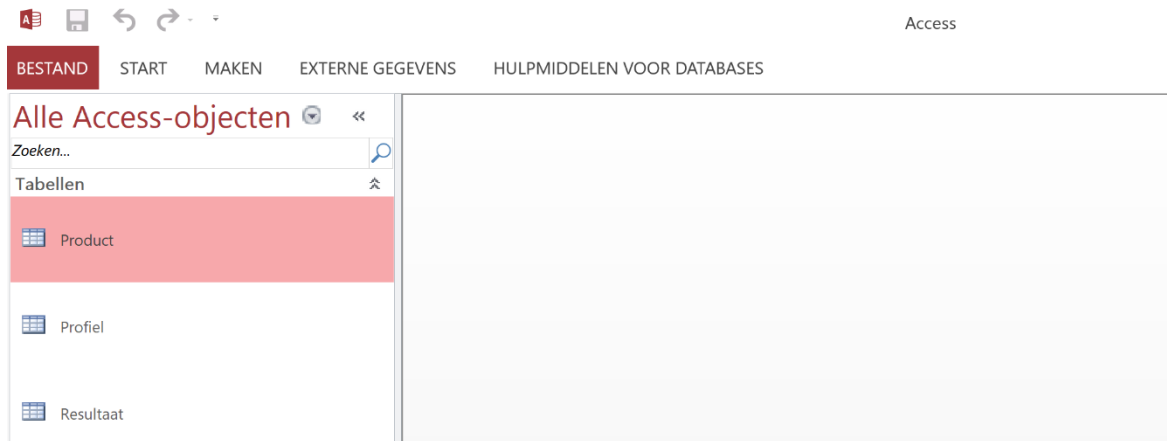 Access
BESTAND START MAKEN EXTERNE GEGEVENS HULPMIDDELEN VOOR DATABASES
Alle Access-objecten
Zoeken...
Tabellen
Product
Profiel
Resultaat